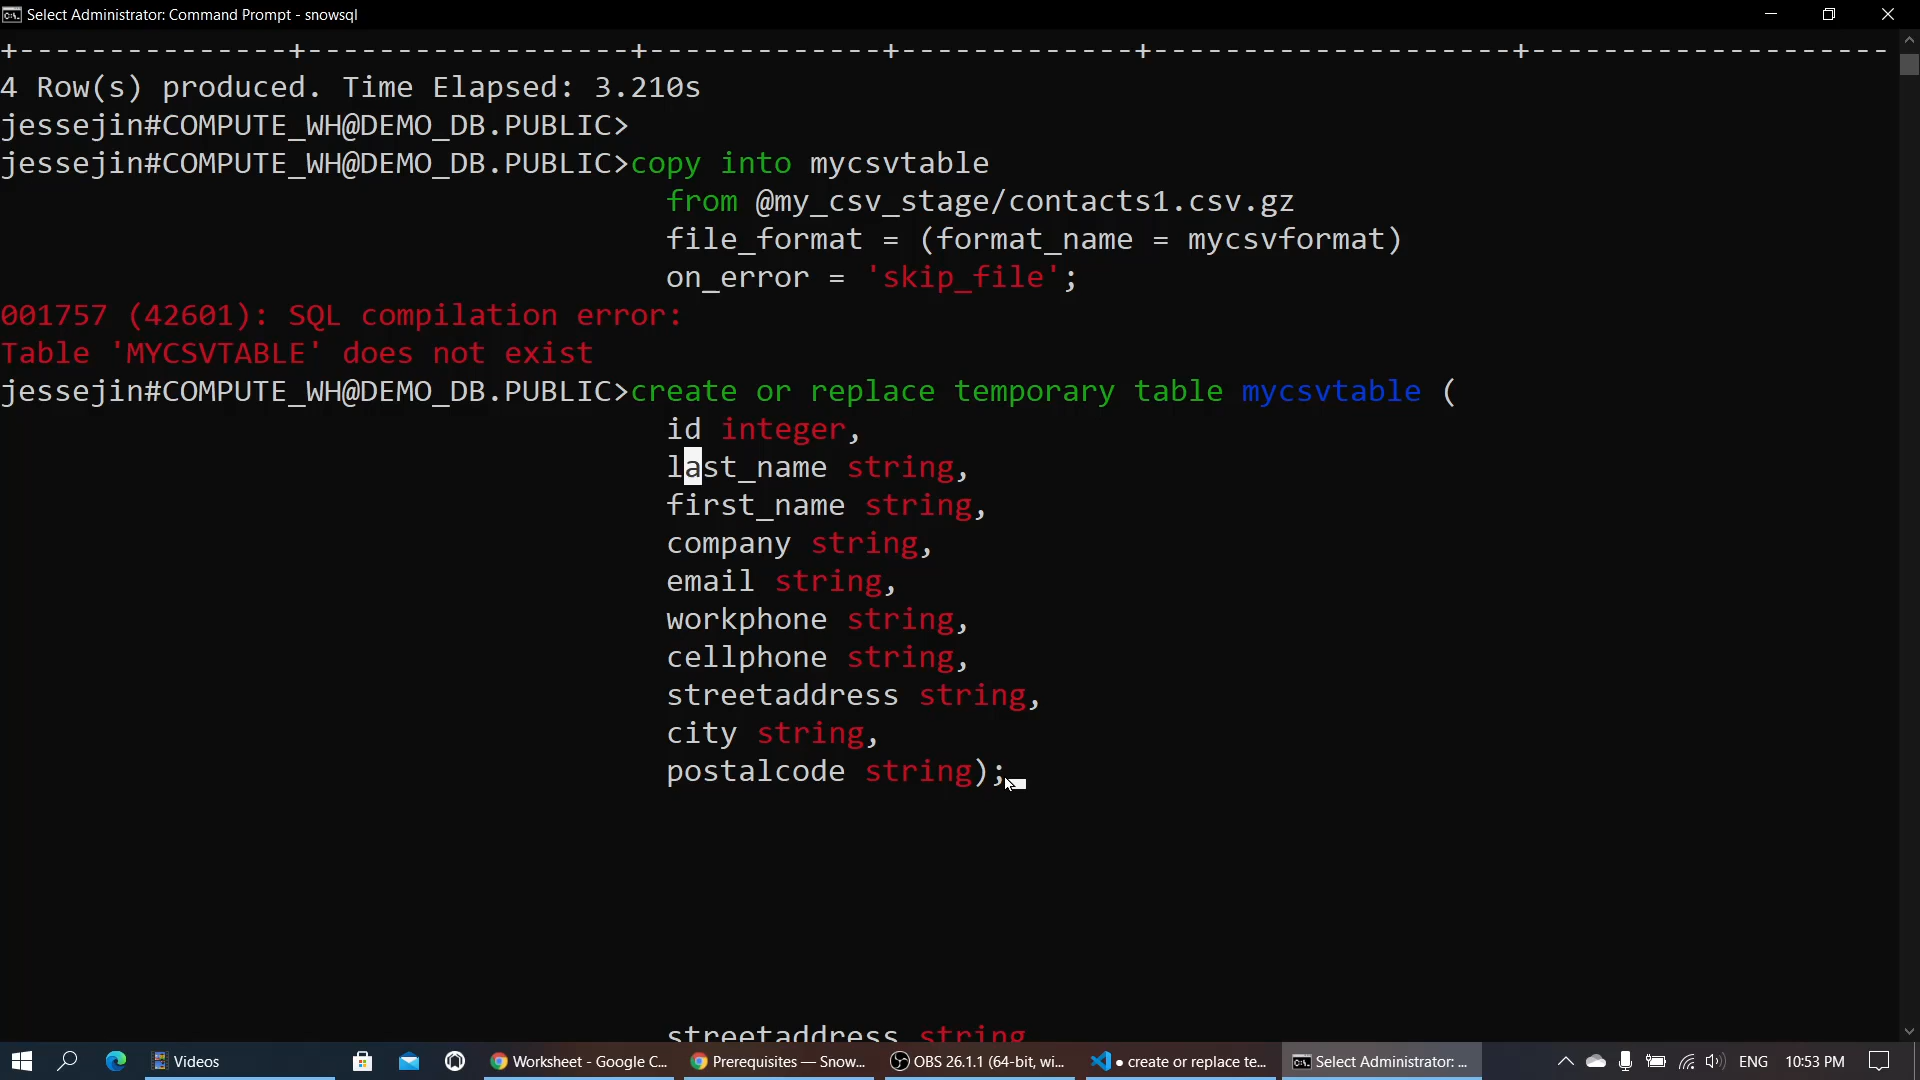 Select Administrator: Command Prompt - snowsql
+---------------+------------------+-------------+-------------+--------------------+--------------------
4 Row(s) produced. Time Elapsed: 3.210s
jessejin#COMPUTE_WH@DEMO_DB.PUBLIC>
jessejin#COMPUTE_WH@DEMO_DB.PUBLIC>copy into mycsvtable
from @my_csv_stage/contacts1.csv.gz
file_format = (format_name = mycsvformat)
on_error = 'skip_file';
001757 (42601): SQL compilation error:
Table 'MYCSVTABLE' does not exist
jessejin#COMPUTE_WH@DEMO_DB.PUBLIC>create or replace temporary table mycsvtable (
id integer,
last_name string,
first_name string,
company string,
email string,
workphone string,
cellphone string,
streetaddress string,
city string,
postalcode string);
streetaddress string
Videos
Worksheet - Google C...
Prerequisites — Snow...
OBS 26.1.1 (64-bit, wi...
● create or replace te...
Select Administrator: ...
ENG
10:53 PM